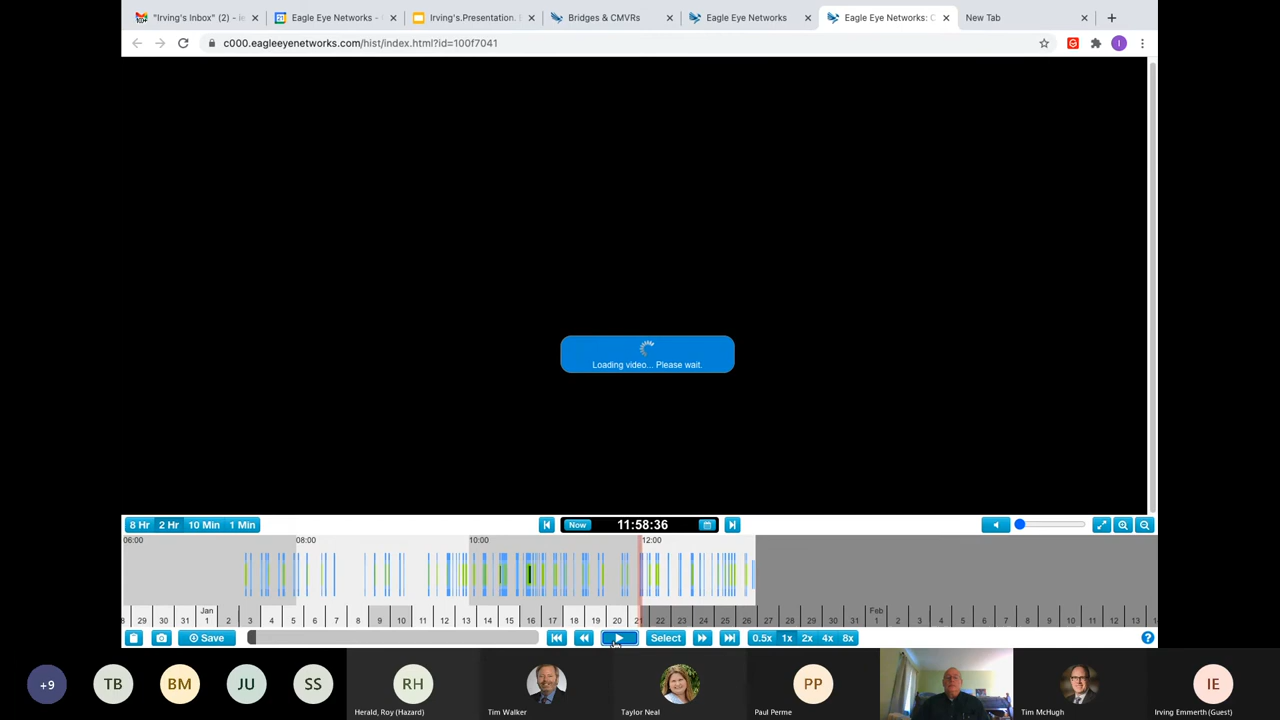 "Irving's Inbox" (2) - ie
Eagle Eye Networks -
Irving's.Presentation. E
Bridges & CMVRs
Eagle Eye Networks
Eagle Eye Networks: C
New Tab
c000.eagleeyenetworks.com/hist/index.html?id=100f7041
I
Loading video... Please wait.
8 Hr 2 Hr 10 Min 1 Min
Now 11:58:36
06:00 08:00 10:00 12:00
Jan Feb
8 29 30 31 1 2 3 4 5 6 7 8 9 10 11 12 13 14 15 16 17 18 19 20 21 22 23 24 25 26 27 28 29 30 31 1 2 3 4 5 6 7 8 9 10 11 12 13 1
Save Select 0.5x 1x 2x 4x 8x ?
+9 TB BM JU SS RH PP IE
Herald, Roy (Hazard) Tim Walker Taylor Neal Paul Perme Tim McHugh Irving Emmerth (Guest)